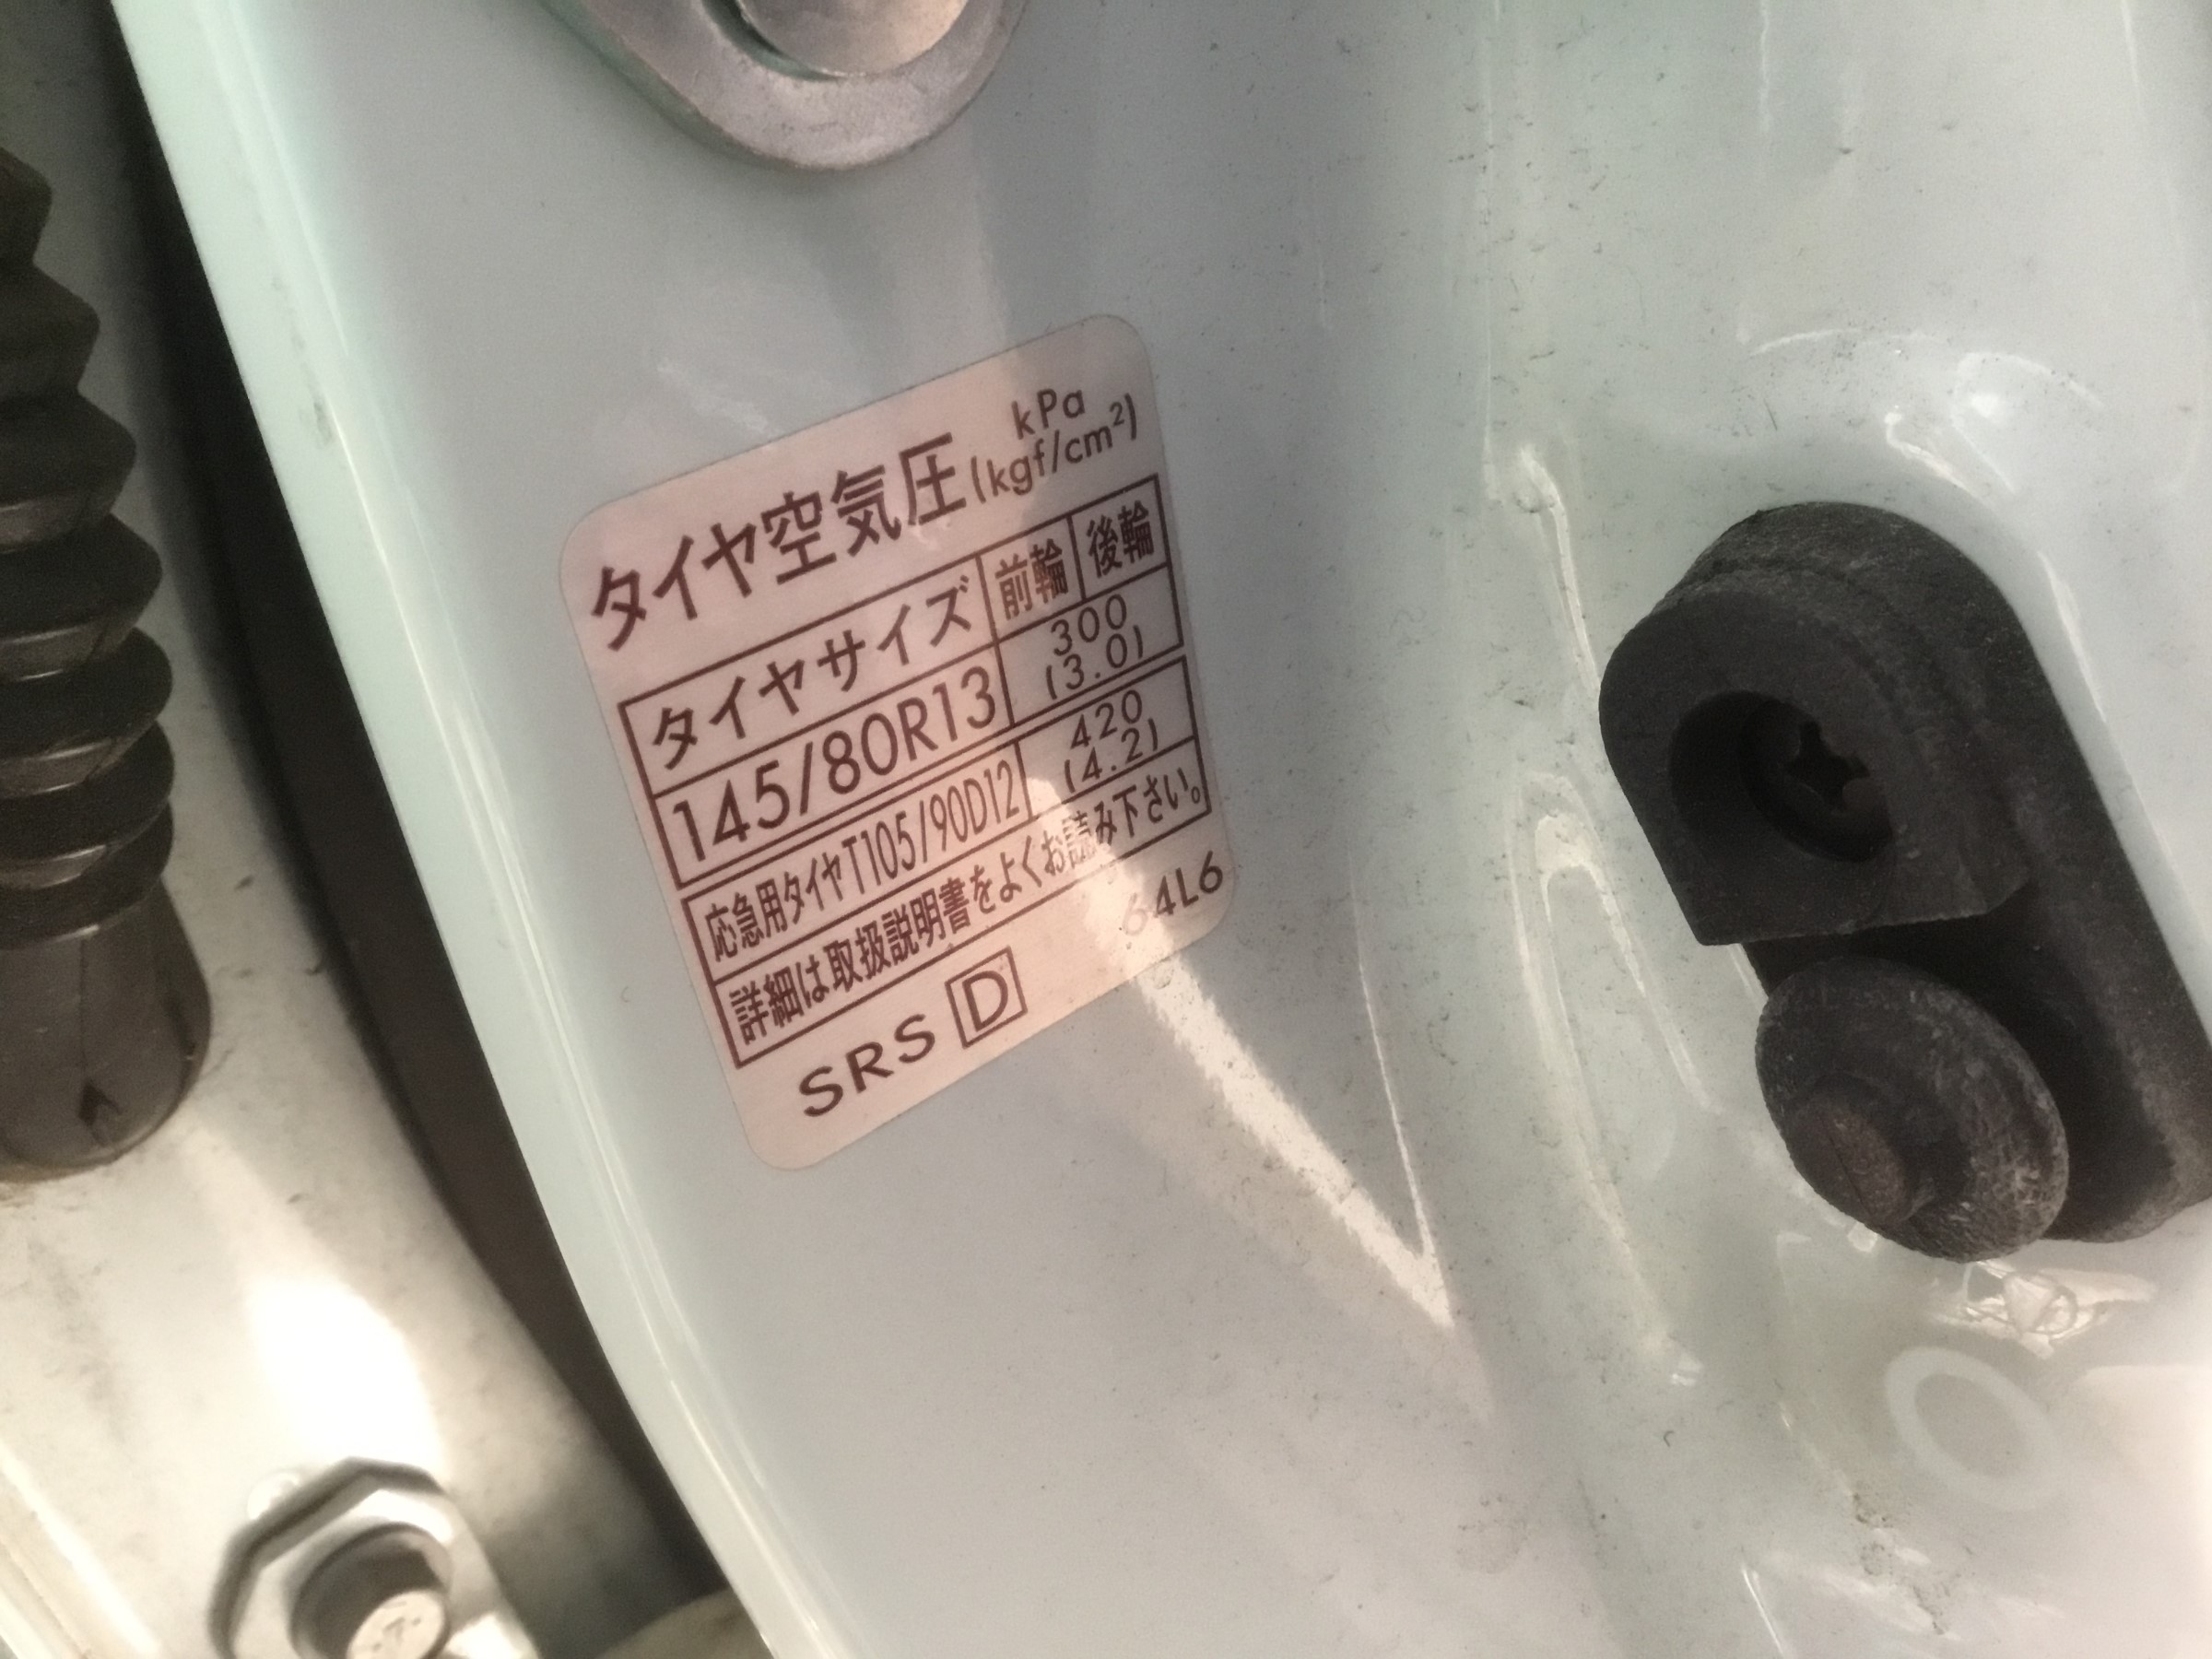 タイヤ空気圧 kPa
(kgf/cm²)
タイヤサイズ 前輪 後輪
145/80R13 300
(3.0)
応急用タイヤT105/90D12 420
(4.2)
詳細は取扱説明書をよくお読み下さい。
SRS D 64L6
7